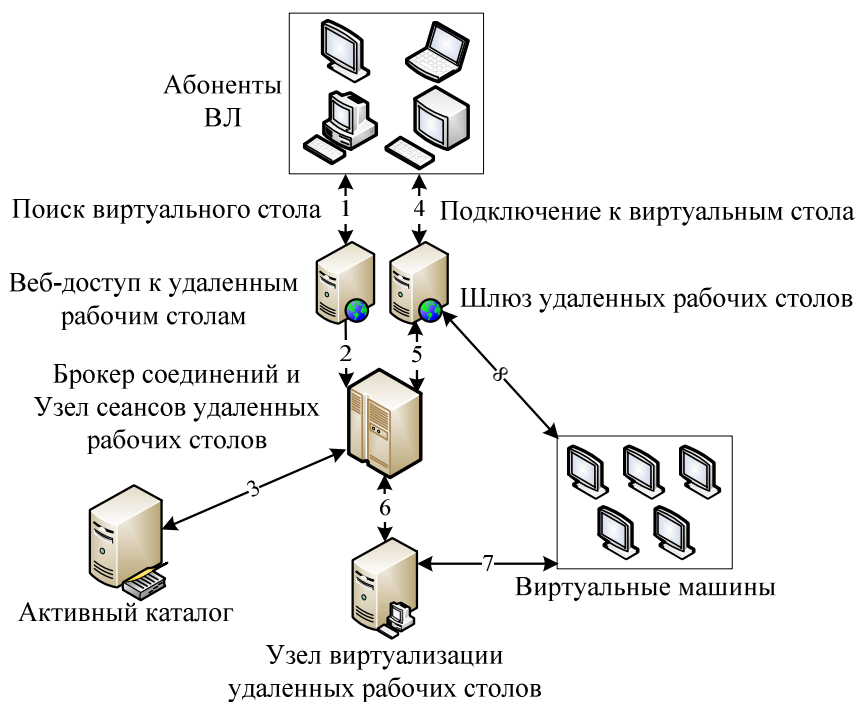 Абоненты
ВЛ
Поиск виртуального стола
1
4
Подключение к виртуальным стола
Веб-доступ к удаленным
рабочим столам
Шлюз удаленных рабочих столов
2
5
8
Брокер соединений и
Узел сеансов удаленных
рабочих столов
3
6
7
Активный каталог
Виртуальные машины
Узел виртуализации
удаленных рабочих столов